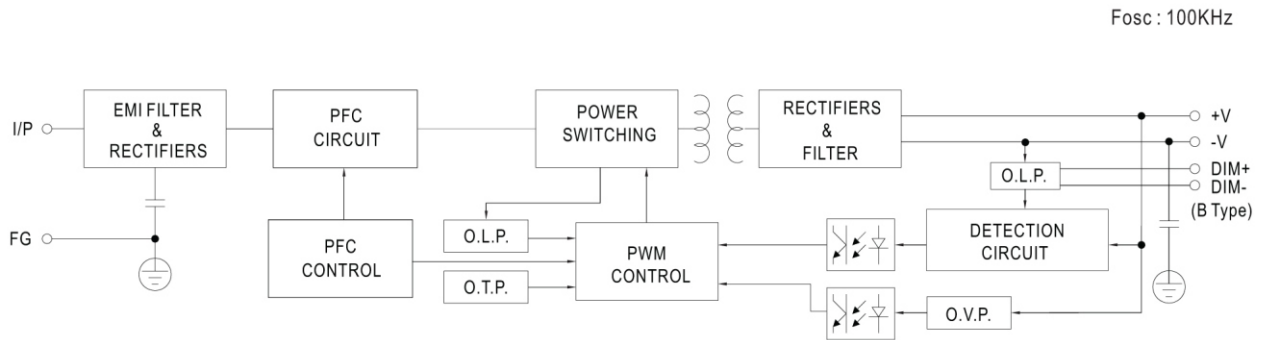 Fosc : 100KHz
I/P
EMI FILTER
&
RECTIFIERS
PFC
CIRCUIT
POWER
SWITCHING
RECTIFIERS
&
FILTER
+V
-V
DIM+
DIM-
(B Type)
O.L.P.
FG
PFC
CONTROL
O.L.P.
O.T.P.
PWM
CONTROL
DETECTION
CIRCUIT
O.V.P.